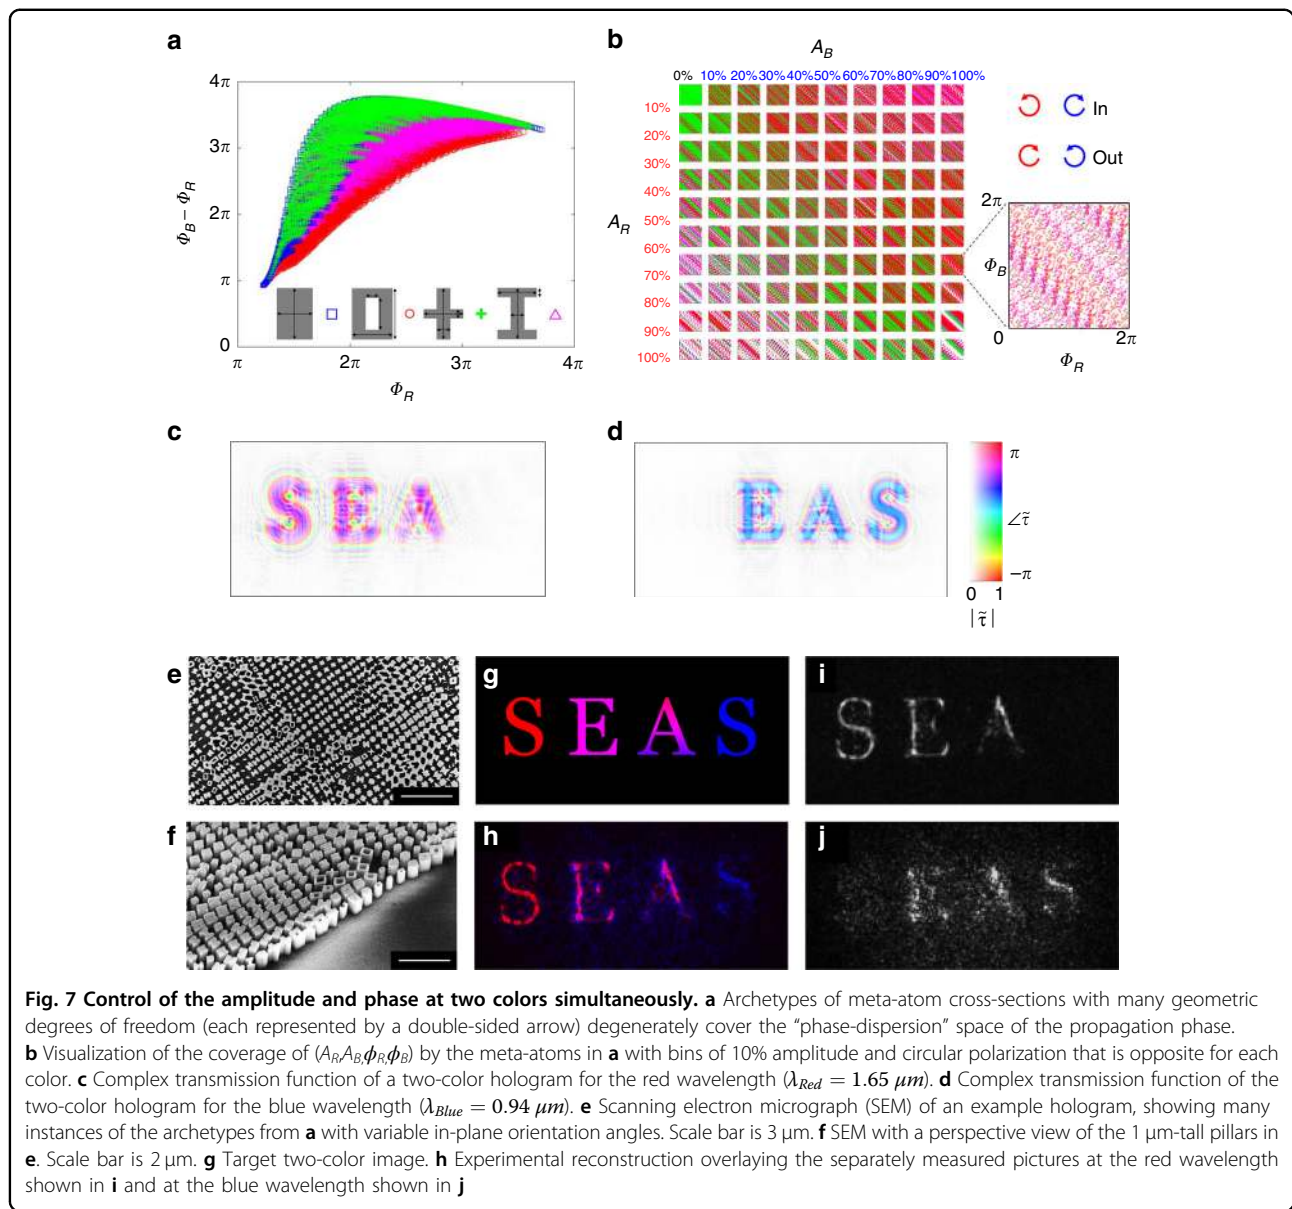 a
4π
3π
2π
π
0
Φ_B – Φ_R
π 2π 3π 4π
Φ_R
b
A_B
0% 10% 20% 30% 40% 50% 60% 70% 80% 90% 100%
10%
20%
30%
40%
50%
60%
70%
80%
90%
100%
A_R
In
Out
2π
Φ_B
0 2π
Φ_R
c
SEA
d
EAS
π
∠τ̃
−π
0 1
|τ̃|
e
g
SEAS
i
SEA
f
h
SEAS
j
EAS
Fig. 7 Control of the amplitude and phase at two colors simultaneously. a Archetypes of meta-atom cross-sections with many geometric
degrees of freedom (each represented by a double-sided arrow) degenerately cover the “phase-dispersion” space of the propagation phase.
b Visualization of the coverage of (A_R,A_B,ϕ_R,ϕ_B) by the meta-atoms in a with bins of 10% amplitude and circular polarization that is opposite for each
color. c Complex transmission function of a two-color hologram for the red wavelength (λ_Red = 1.65 μm). d Complex transmission function of the
two-color hologram for the blue wavelength (λ_Blue = 0.94 μm). e Scanning electron micrograph (SEM) of an example hologram, showing many
instances of the archetypes from a with variable in-plane orientation angles. Scale bar is 3 μm. f SEM with a perspective view of the 1 μm-tall pillars in
e. Scale bar is 2 μm. g Target two-color image. h Experimental reconstruction overlaying the separately measured pictures at the red wavelength
shown in i and at the blue wavelength shown in j